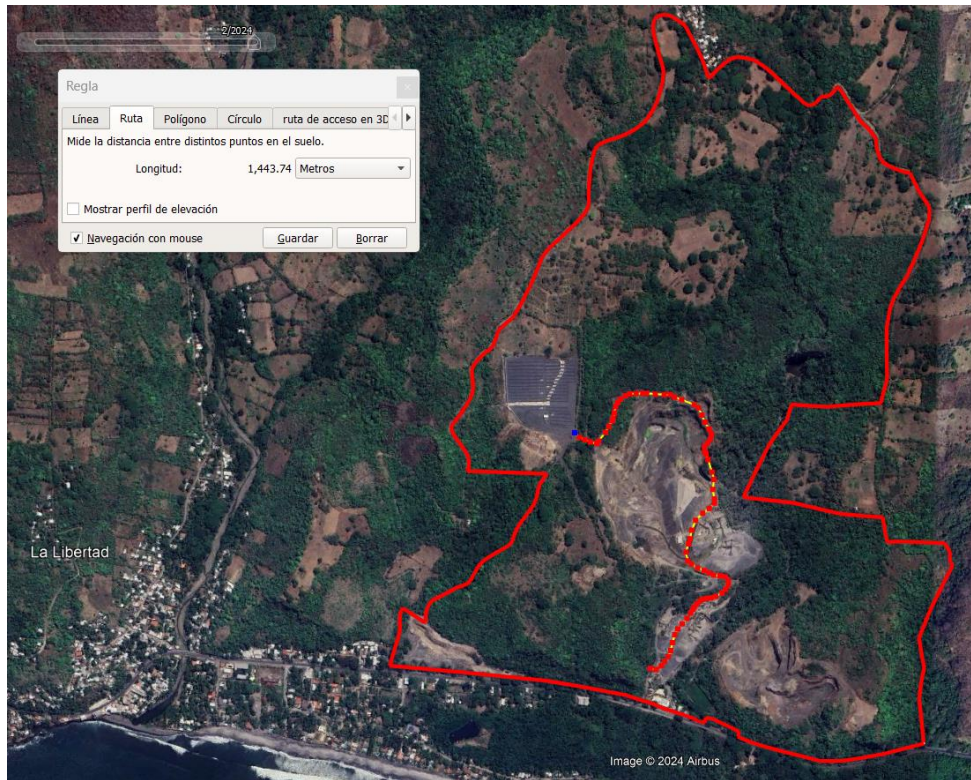 2/2024
Regla
Línea Ruta Polígono Círculo ruta de acceso en 3D
Mide la distancia entre distintos puntos en el suelo.
Longitud: 1,443.74 Metros
Mostrar perfil de elevación
Navegación con mouse Guardar Borrar
La Libertad
Image © 2024 Airbus